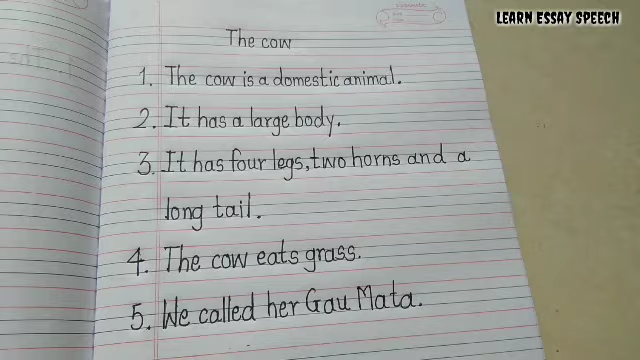 LEARN ESSAY SPEECH
The cow
1. The cow is a domestic animal.
2. It has a large body.
3. It has four legs, two horns and a
long tail.
4. The cow eats grass.
5. We called her Gau Mata.